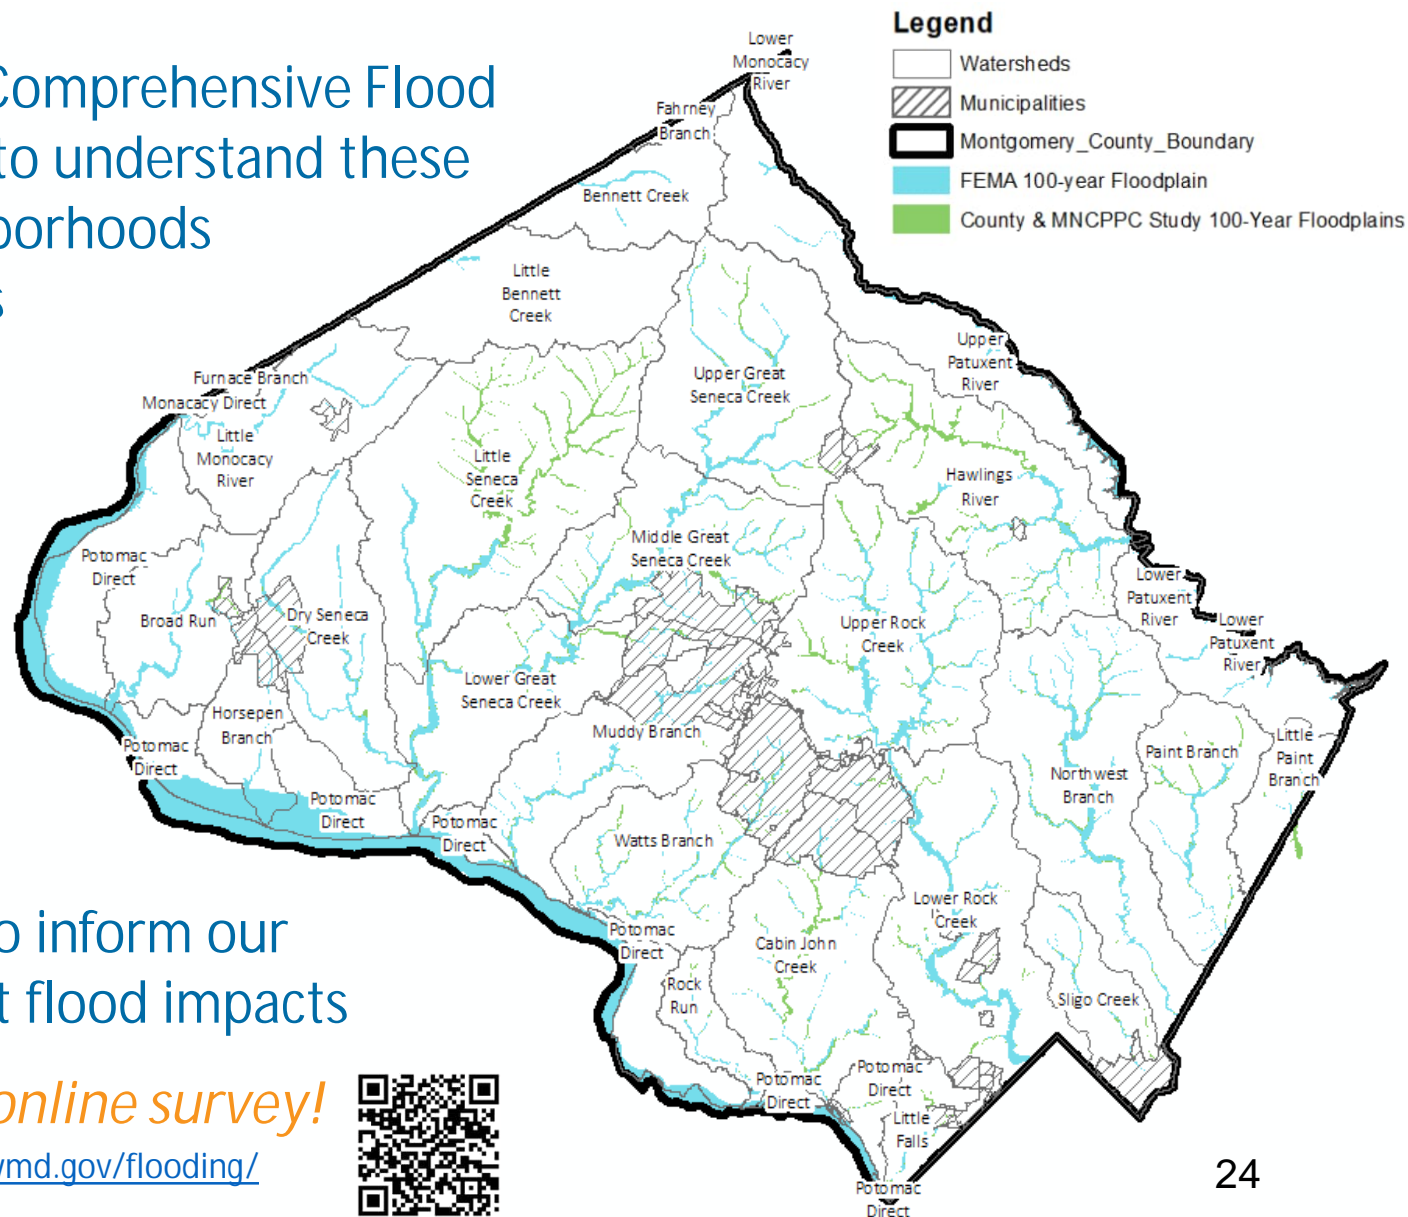 Comprehensive Flood
to understand these
borhoods
s
o inform our
t flood impacts
online survey!
ymd.gov/flooding/
24
Legend
Watersheds
Municipalities
Montgomery_County_Boundary
FEMA 100-year Floodplain
County & MNCPPC Study 100-Year Floodplains
Lower
Monocacy
River
Fahrney
Branch
Bennett Creek
Little
Bennett
Creek
Upper
Patuxent
River
Furnace Branch
Monacacy Direct
Little
Monocacy
River
Upper Great
Seneca Creek
Little
Seneca
Creek
Hawlings
River
Middle Great
Seneca Creek
Potomac
Direct
Broad Run
Dry Seneca
Creek
Upper Rock
Creek
Lower
Patuxent
River
Lower
Patuxent
River
Lower Great
Seneca Creek
Horsepen
Branch
Muddy Branch
Potomac
Direct
Northwest
Branch
Paint Branch
Little
Paint
Branch
Potomac
Direct
Potomac
Direct
Watts Branch
Potomac
Direct
Cabin John
Creek
Lower Rock
Creek
Rock
Run
Sligo Creek
Potomac
Direct
Potomac
Direct
Little
Falls
Potomac
Direct